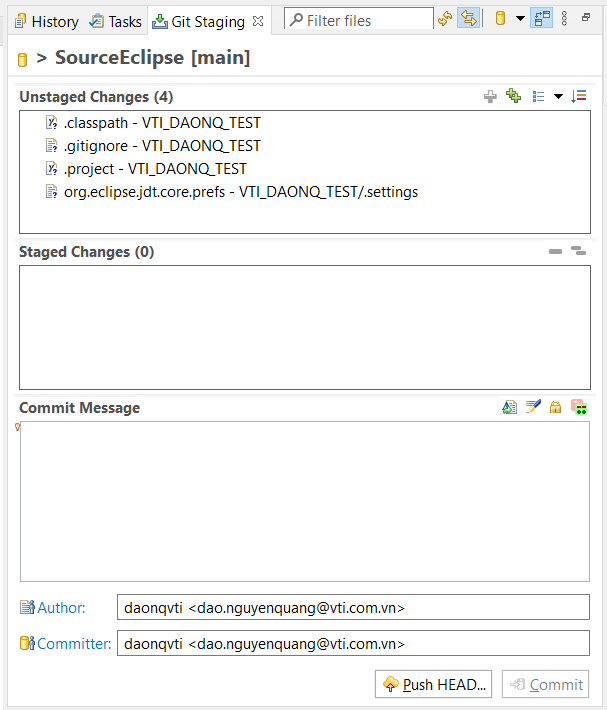 History Tasks Git Staging Filter files
> SourceEclipse [main]
Unstaged Changes (4)
.classpath - VTI_DAONQ_TEST
.gitignore - VTI_DAONQ_TEST
.project - VTI_DAONQ_TEST
org.eclipse.jdt.core.prefs - VTI_DAONQ_TEST/.settings
Staged Changes (0)
Commit Message
Author: daonqvti <dao.nguyenquang@vti.com.vn>
Committer: daonqvti <dao.nguyenquang@vti.com.vn>
Push HEAD... Commit